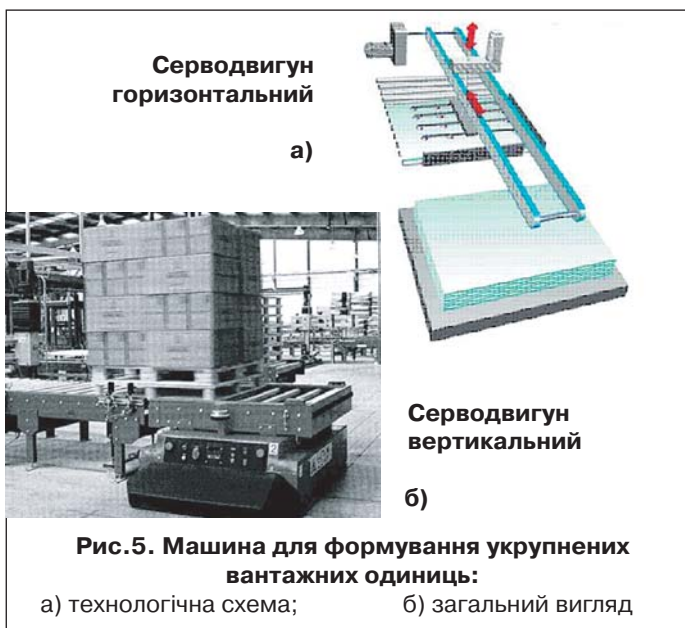 Серводвигун
горизонтальний
а)
Серводвигун
вертикальний
б)
Рис.5. Машина для формування укрупнених
вантажних одиниць:
а) технологічна схема; б) загальний вигляд